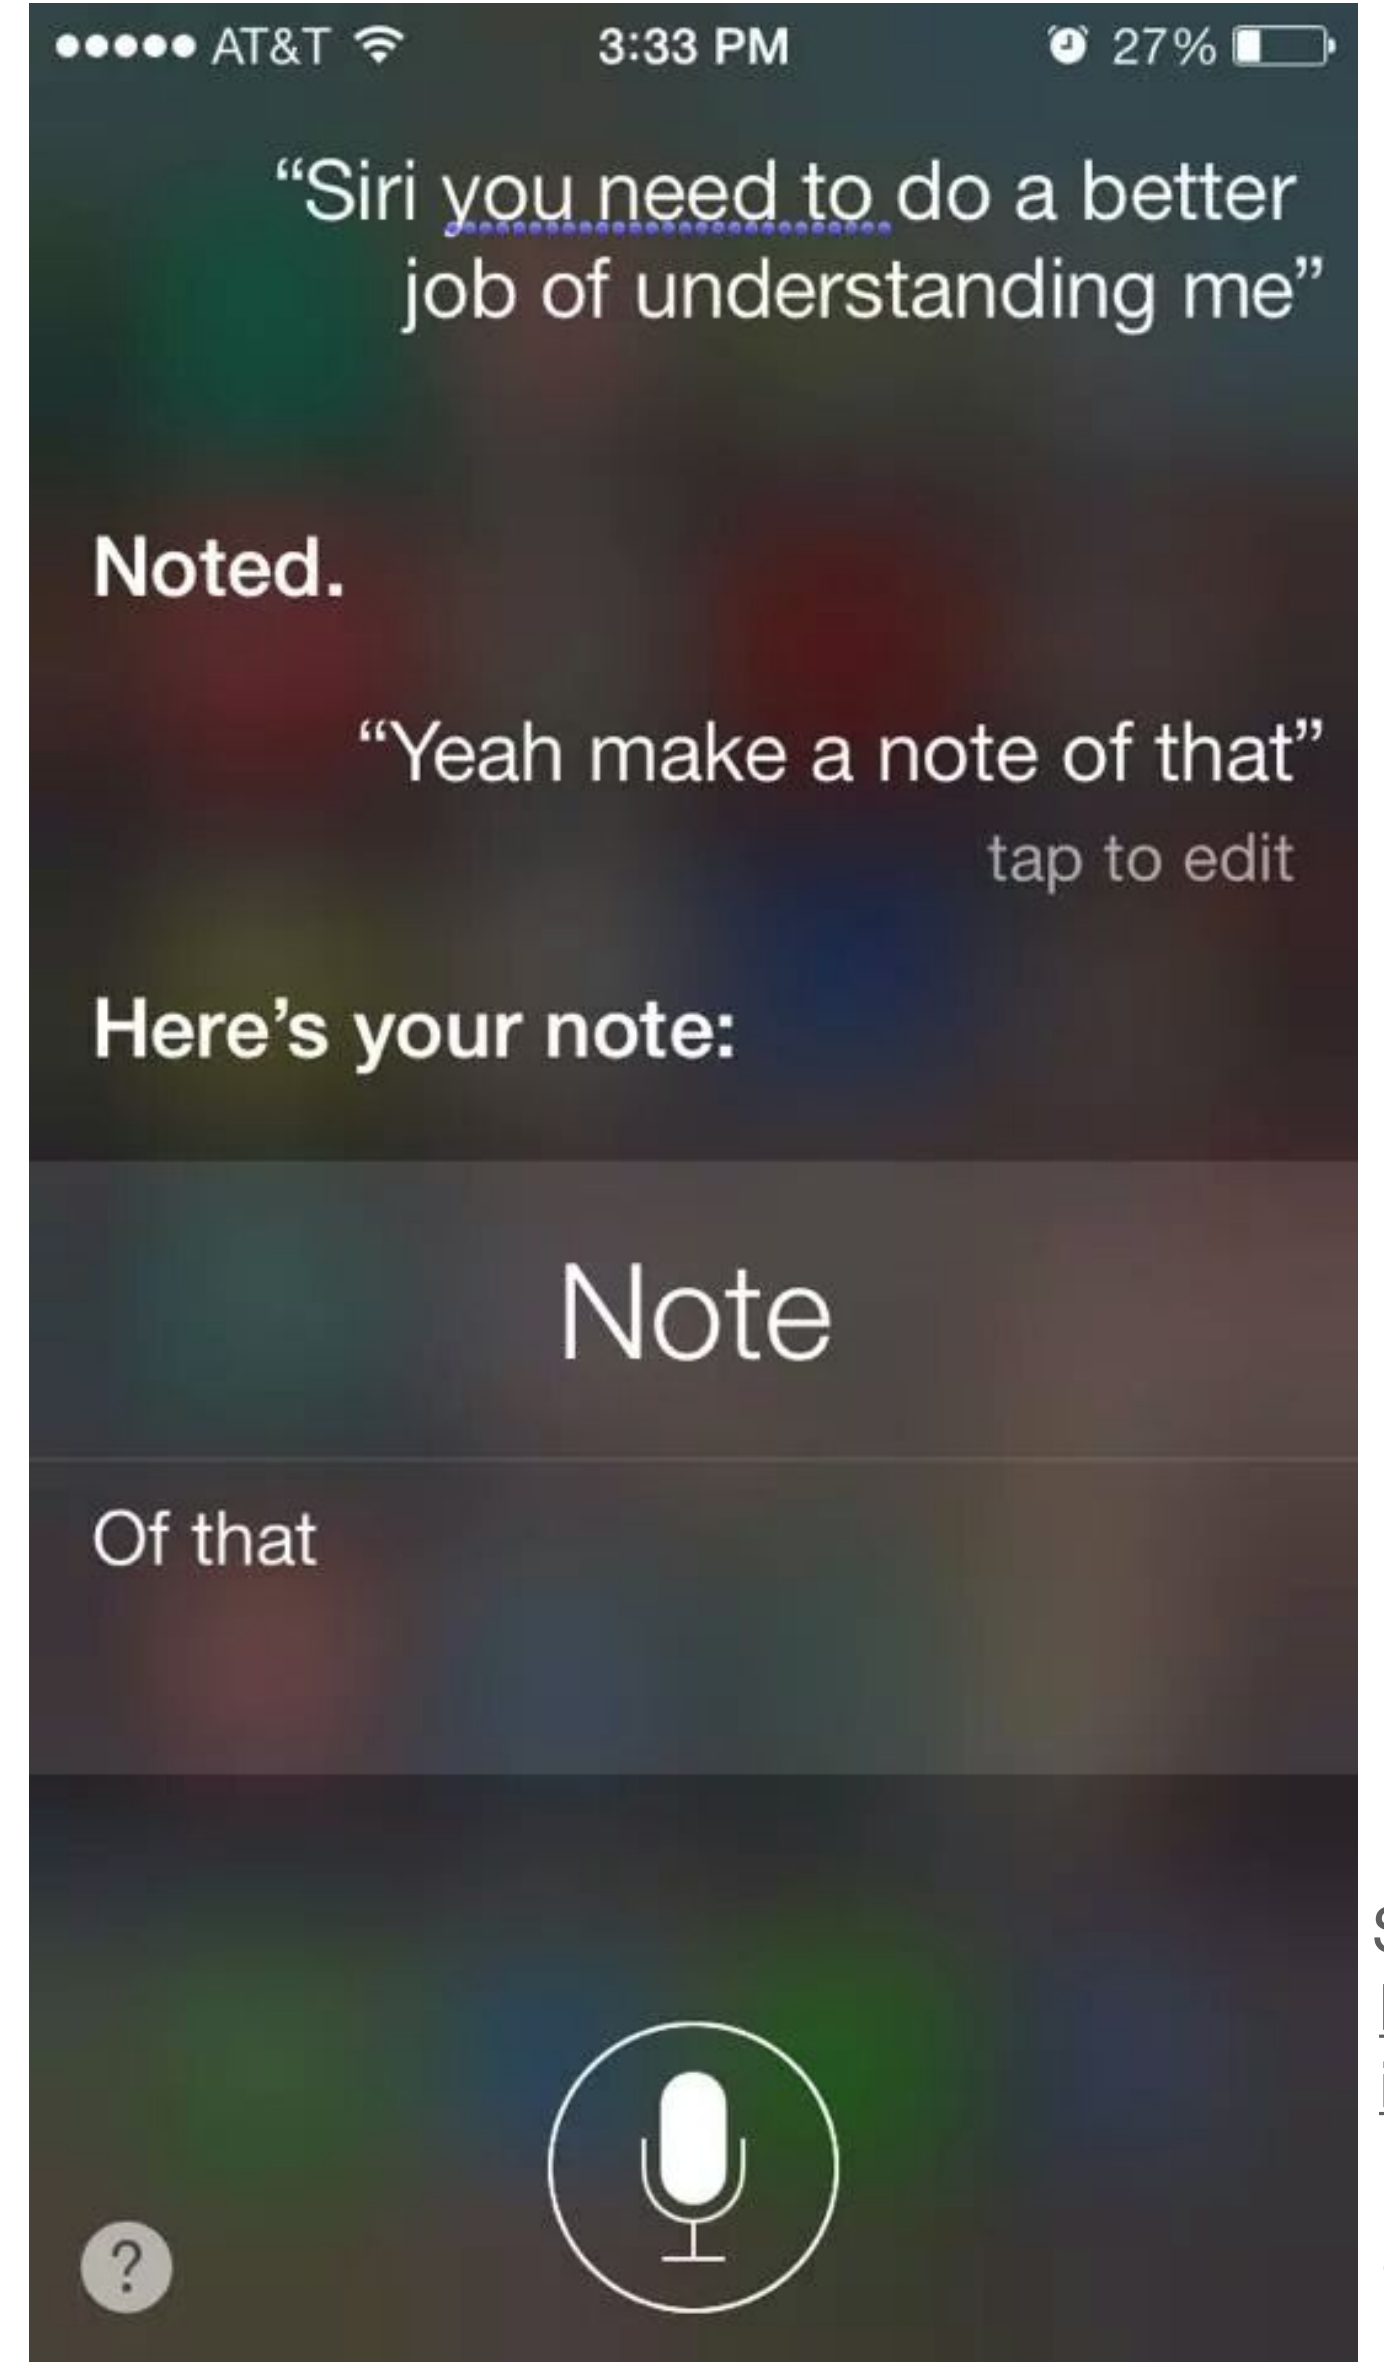 AT&T 3:33 PM 27%
“Siri you need to do a better
job of understanding me”
Noted.
“Yeah make a note of that”
tap to edit
Here’s your note:
Note
Of that
?